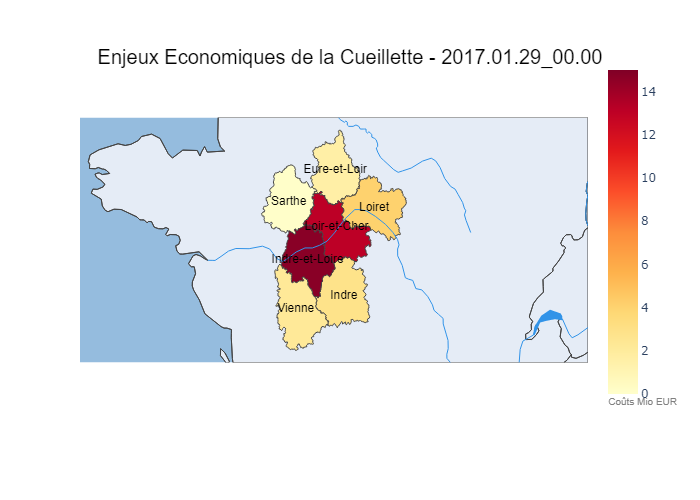 Enjeux Economiques de la Cueillette - 2017.01.29_00.00
14
12
10
8
6
4
2
0
Coûts Mio EUR
Eure-et-Loir
Sarthe
Loiret
Loir-et-Cher
Indre-et-Loire
Indre
Vienne